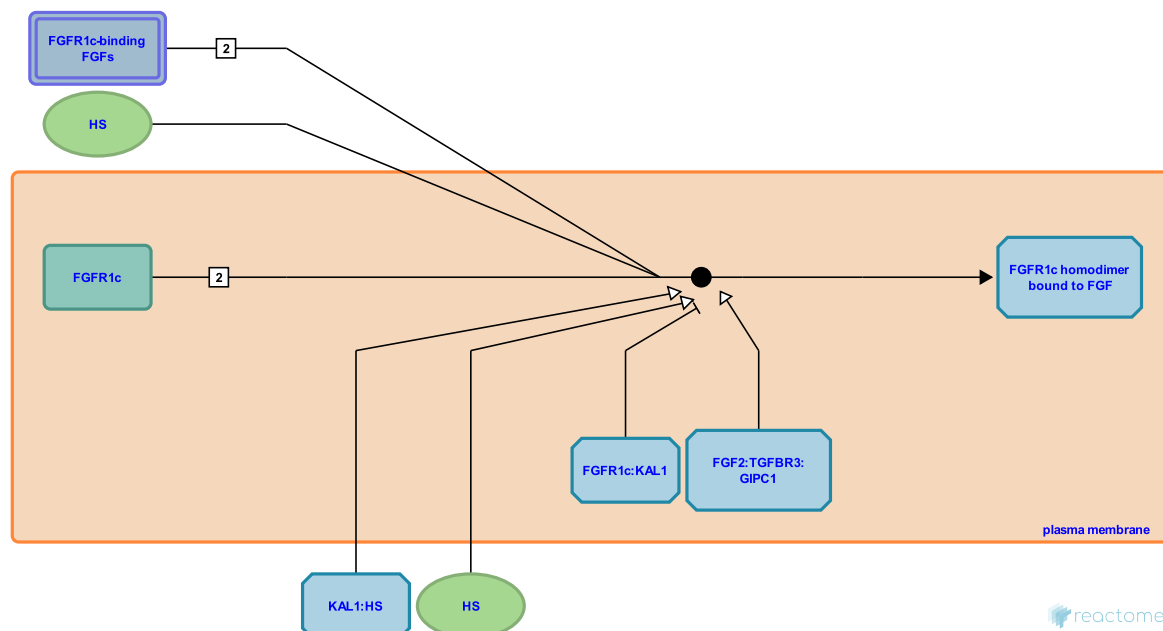 FGFR1c-binding
FGFs
2
HS
FGFR1c
2
FGFR1c homodimer
bound to FGF
FGFR1c:KAL1
FGF2:TGFBR3:
GIPC1
plasma membrane
KAL1:HS
HS
reactome